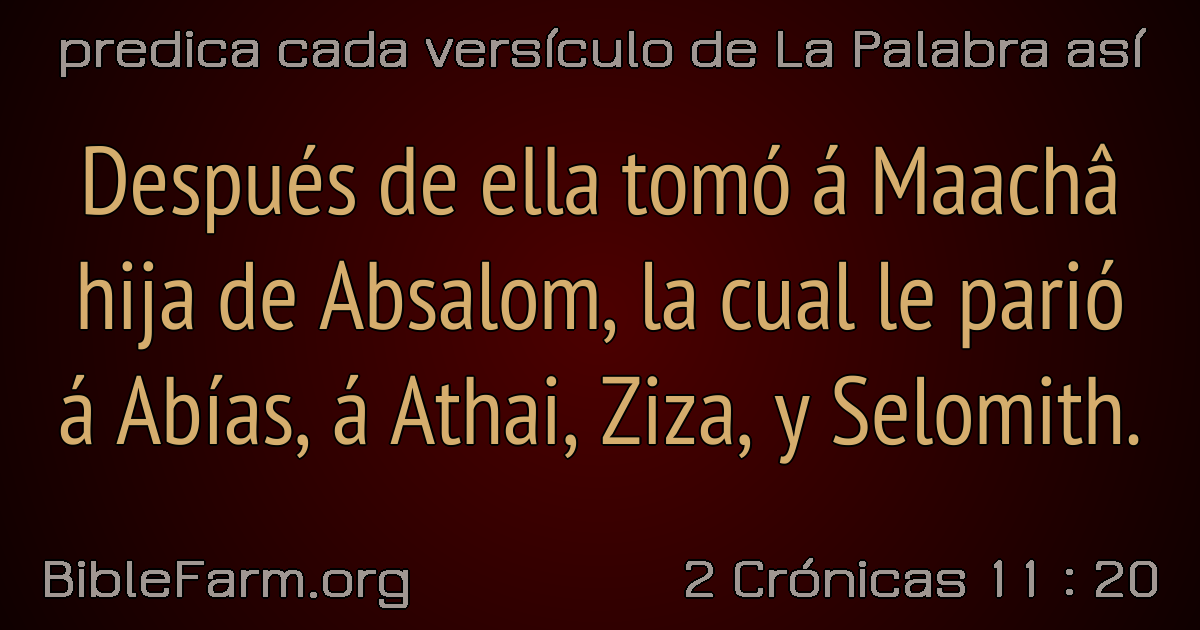 predica cada versículo de La Palabra así
Después de ella tomó á Maachâ
hija de Absalom, la cual le parió
á Abías, á Athai, Ziza, y Selomith.
BibleFarm.org
2 Crónicas 11 : 20